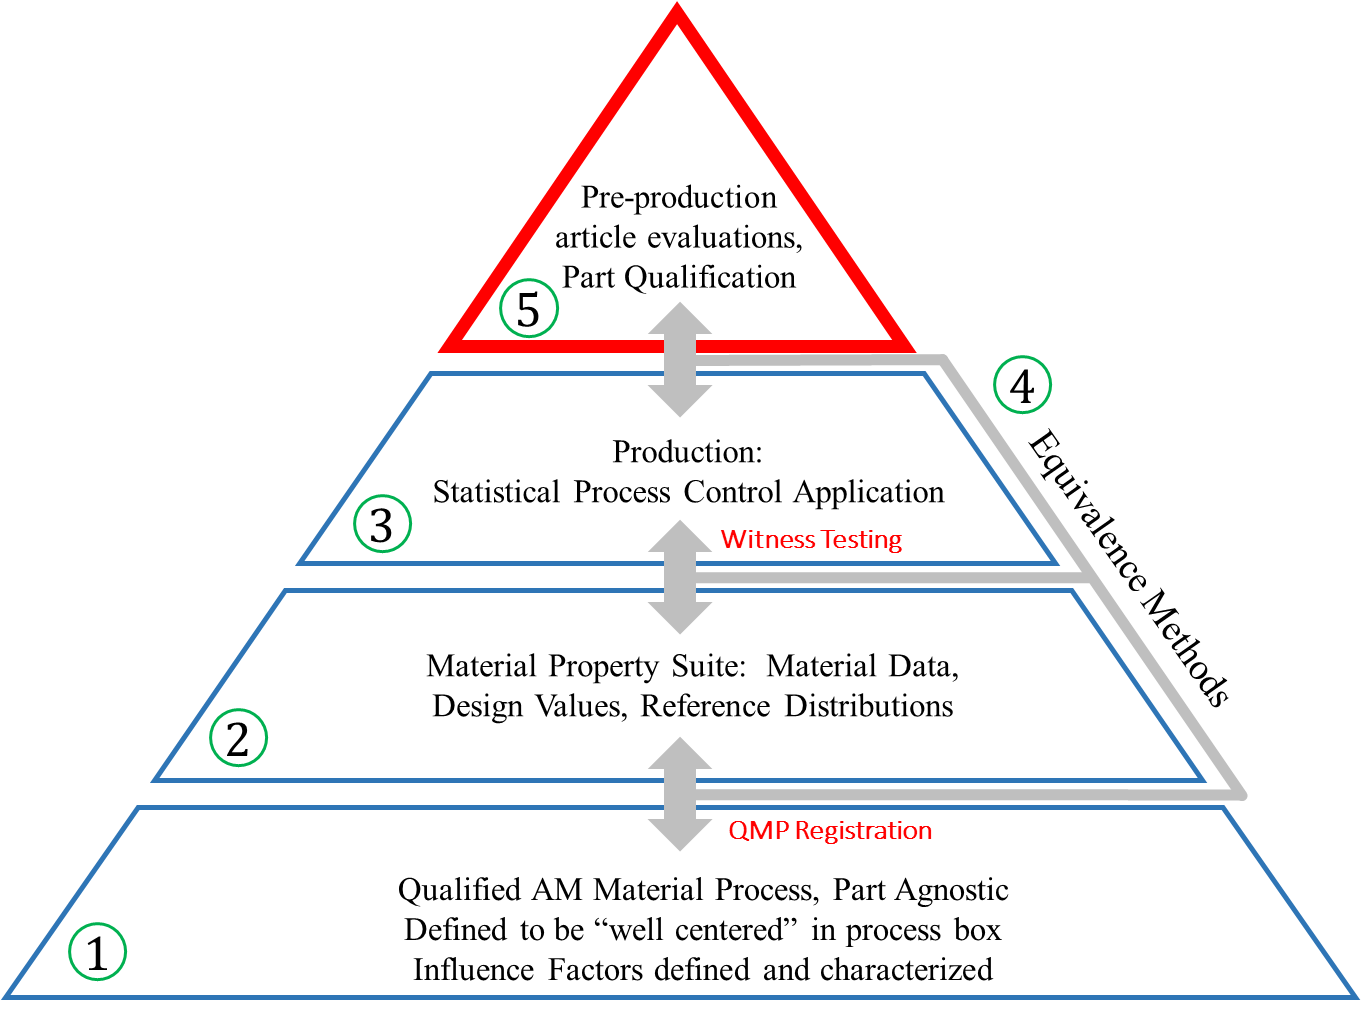 Pre-production
article evaluations,
Part Qualification
5
4
Equivalence Methods
Production:
Statistical Process Control Application
3
Witness Testing
Material Property Suite: Material Data,
Design Values, Reference Distributions
2
QMP Registration
Qualified AM Material Process, Part Agnostic
Defined to be “well centered” in process box
Influence Factors defined and characterized
1